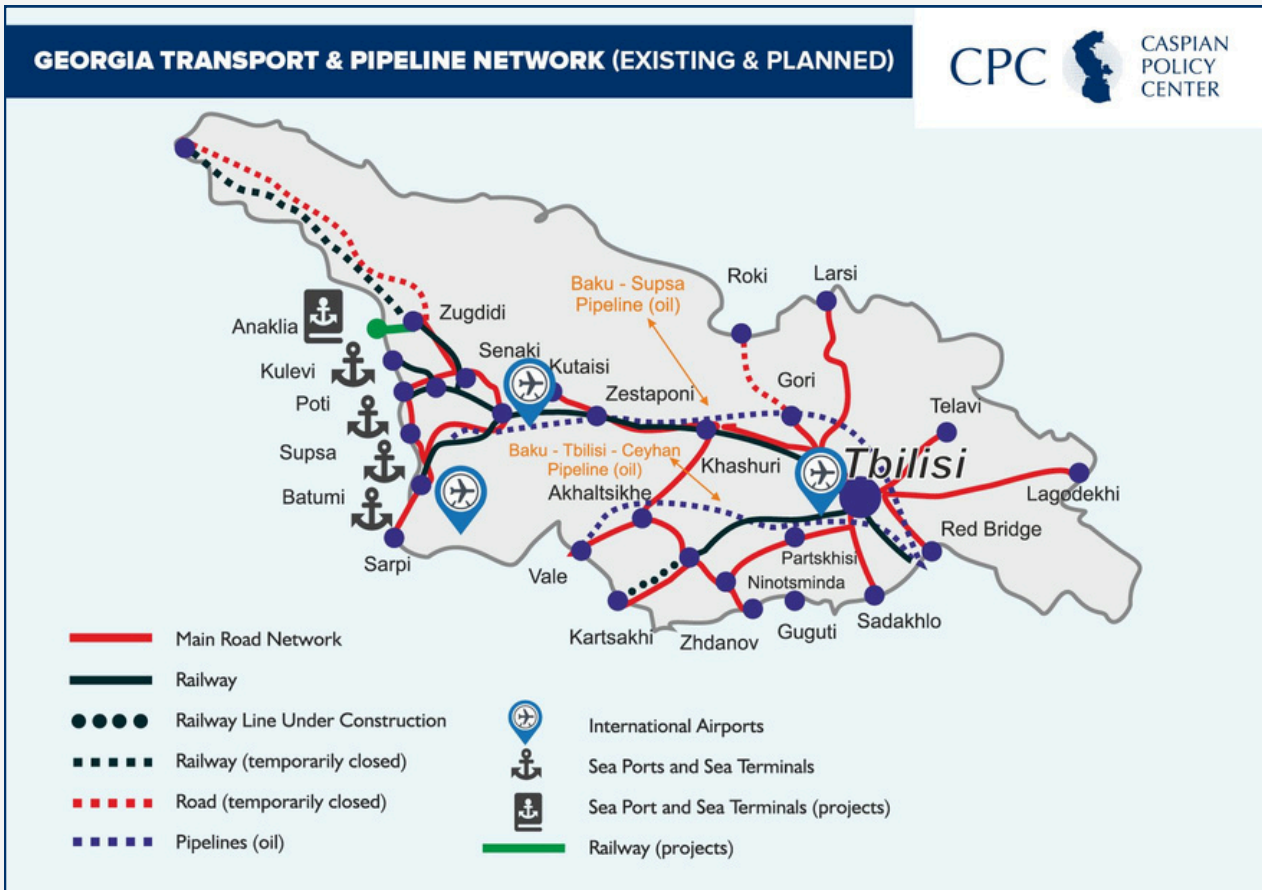 GEORGIA TRANSPORT & PIPELINE NETWORK (EXISTING & PLANNED)
CPC
CASPIAN
POLICY
CENTER
Roki
Larsi
Baku - Supsa
Pipeline (oil)
Anaklia
Zugdidi
Kulevi
Senaki
Kutaisi
Gori
Poti
Zestaponi
Telavi
Supsa
Baku - Tbilisi - Ceyhan
Pipeline (oil)
Khashuri
Tbilisi
Batumi
Akhaltsikhe
Lagodekhi
Red Bridge
Sarpi
Vale
Partskhisi
Ninotsminda
Kartsakhi
Zhdanov
Guguti
Sadakhlo
Main Road Network
Railway
Railway Line Under Construction
Railway (temporarily closed)
Road (temporarily closed)
Pipelines (oil)
International Airports
Sea Ports and Sea Terminals
Sea Port and Sea Terminals (projects)
Railway (projects)